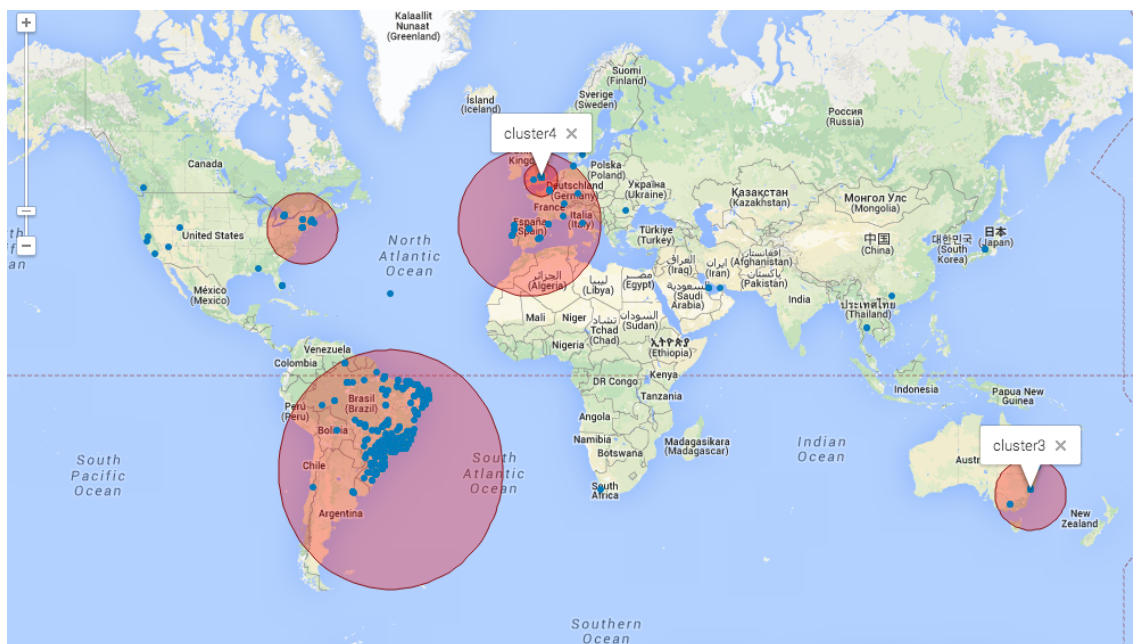 Kalaallit
Nunaat
(Greenland)
Ísland
(Iceland)
Suomi
(Finland)
Sverige
(Sweden)
Россия
(Russia)
cluster4
Canada
Kingd
Polska
(Poland)
Deutschland
(Germany)
Україна
(Ukraine)
Қазақстан
(Kazakhstan)
Монгол Улс
(Mongolia)
France
United States
España
(Spain)
Italia
(Italy)
Türkiye
(Turkey)
中国
(China)
대한민국
(South
Korea)
日本
(Japan)
North
Atlantic
Ocean
افغانستان
(Afghanistan)
العراق
(Iraq)
ایران
(Iran)
پاکستان
(Pakistan)
الجزائر
(Algeria)
ليبيا
(Libya)
مصر
(Egypt)
السعودية
(Saudi
Arabia)
India
México
(Mexico)
Mali
Niger
تشاد
(Chad)
السودان
(Sudan)
ประเทศไทย
(Thailand)
Nigeria
ኢትዮጵያ
(Ethiopia)
Venezuela
Colombia
Kenya
DR Congo
Tanzania
Indonesia
Papua New
Guinea
Brasil
(Brazil)
Perú
(Peru)
Bolivia
Angola
Namibia
Botswana
Madagasikara
(Madagascar)
Indian
Ocean
cluster3
Chile
South
Pacific
Ocean
South
Atlantic
Ocean
South
Africa
Argentina
New
Zealand
Southern
Ocean